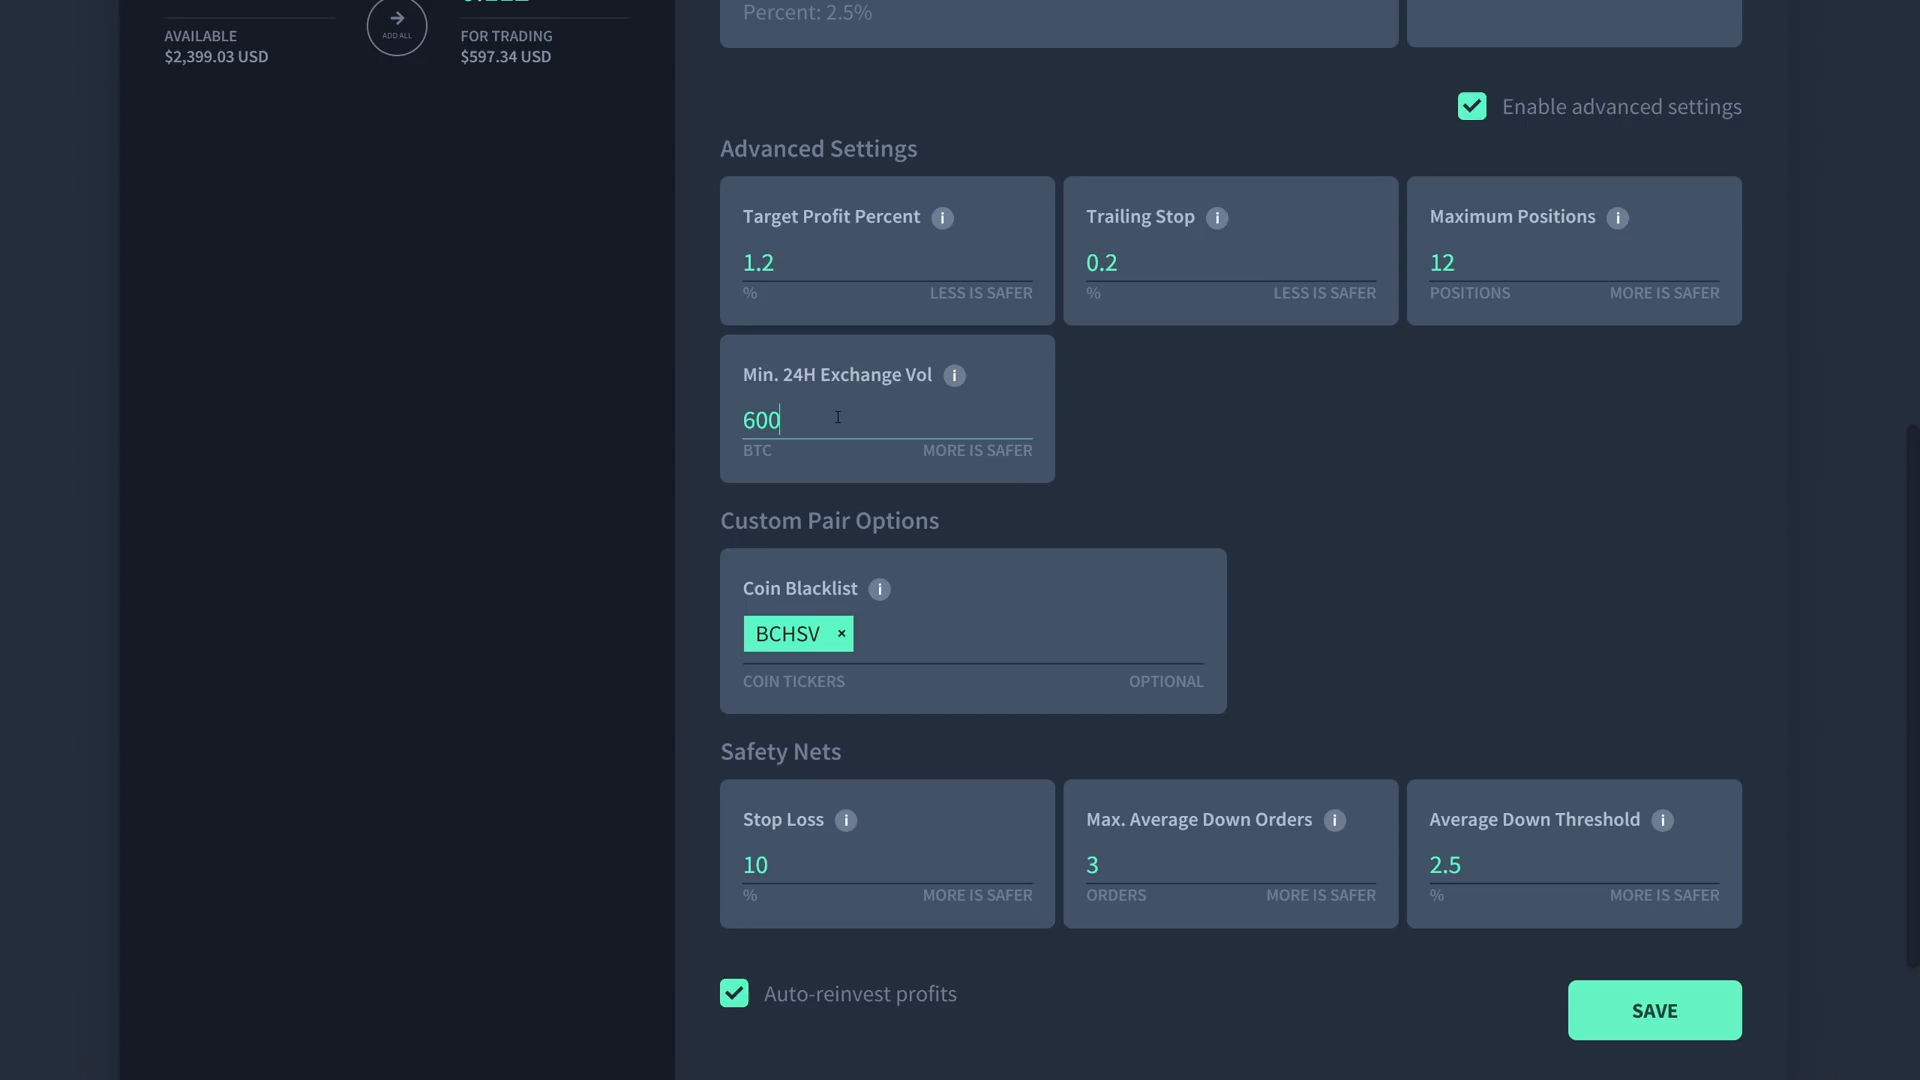 Percent: 2.5%
ADD ALL
AVAILABLE
$2,399.03 USD
FOR TRADING
$597.34 USD
Enable advanced settings
Advanced Settings
Target Profit Percent i
1.2
% LESS IS SAFER
Trailing Stop i
0.2
% LESS IS SAFER
Maximum Positions i
12
POSITIONS MORE IS SAFER
Min. 24H Exchange Vol i
600
BTC MORE IS SAFER
Custom Pair Options
Coin Blacklist i
BCHSV ×
COIN TICKERS OPTIONAL
Safety Nets
Stop Loss i
10
% MORE IS SAFER
Max. Average Down Orders i
3
ORDERS MORE IS SAFER
Average Down Threshold i
2.5
% MORE IS SAFER
Auto-reinvest profits
SAVE